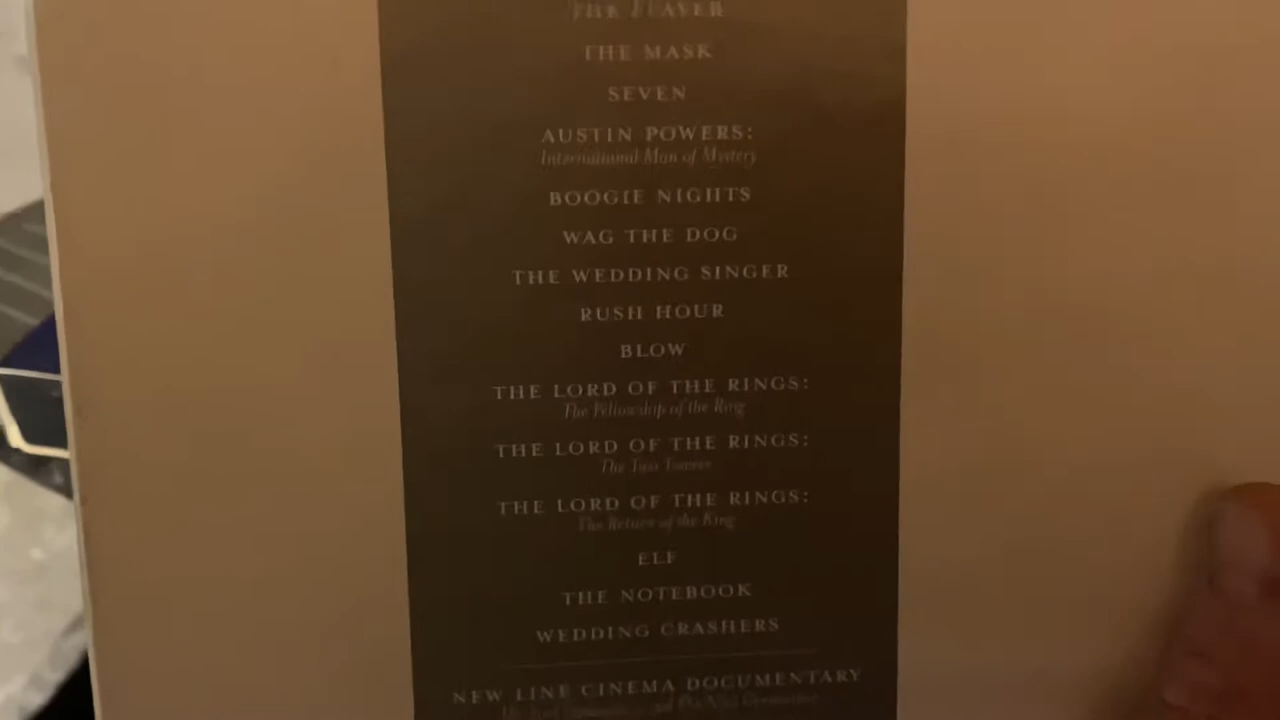 THE PLAYER
THE MASK
SEVEN
AUSTIN POWERS:
International Man of Mystery
BOOGIE NIGHTS
WAG THE DOG
THE WEDDING SINGER
RUSH HOUR
BLOW
THE LORD OF THE RINGS:
The Fellowship of the Ring
THE LORD OF THE RINGS:
The Two Towers
THE LORD OF THE RINGS:
The Return of the King
ELF
THE NOTEBOOK
WEDDING CRASHERS
NEW LINE CINEMA DOCUMENTARY